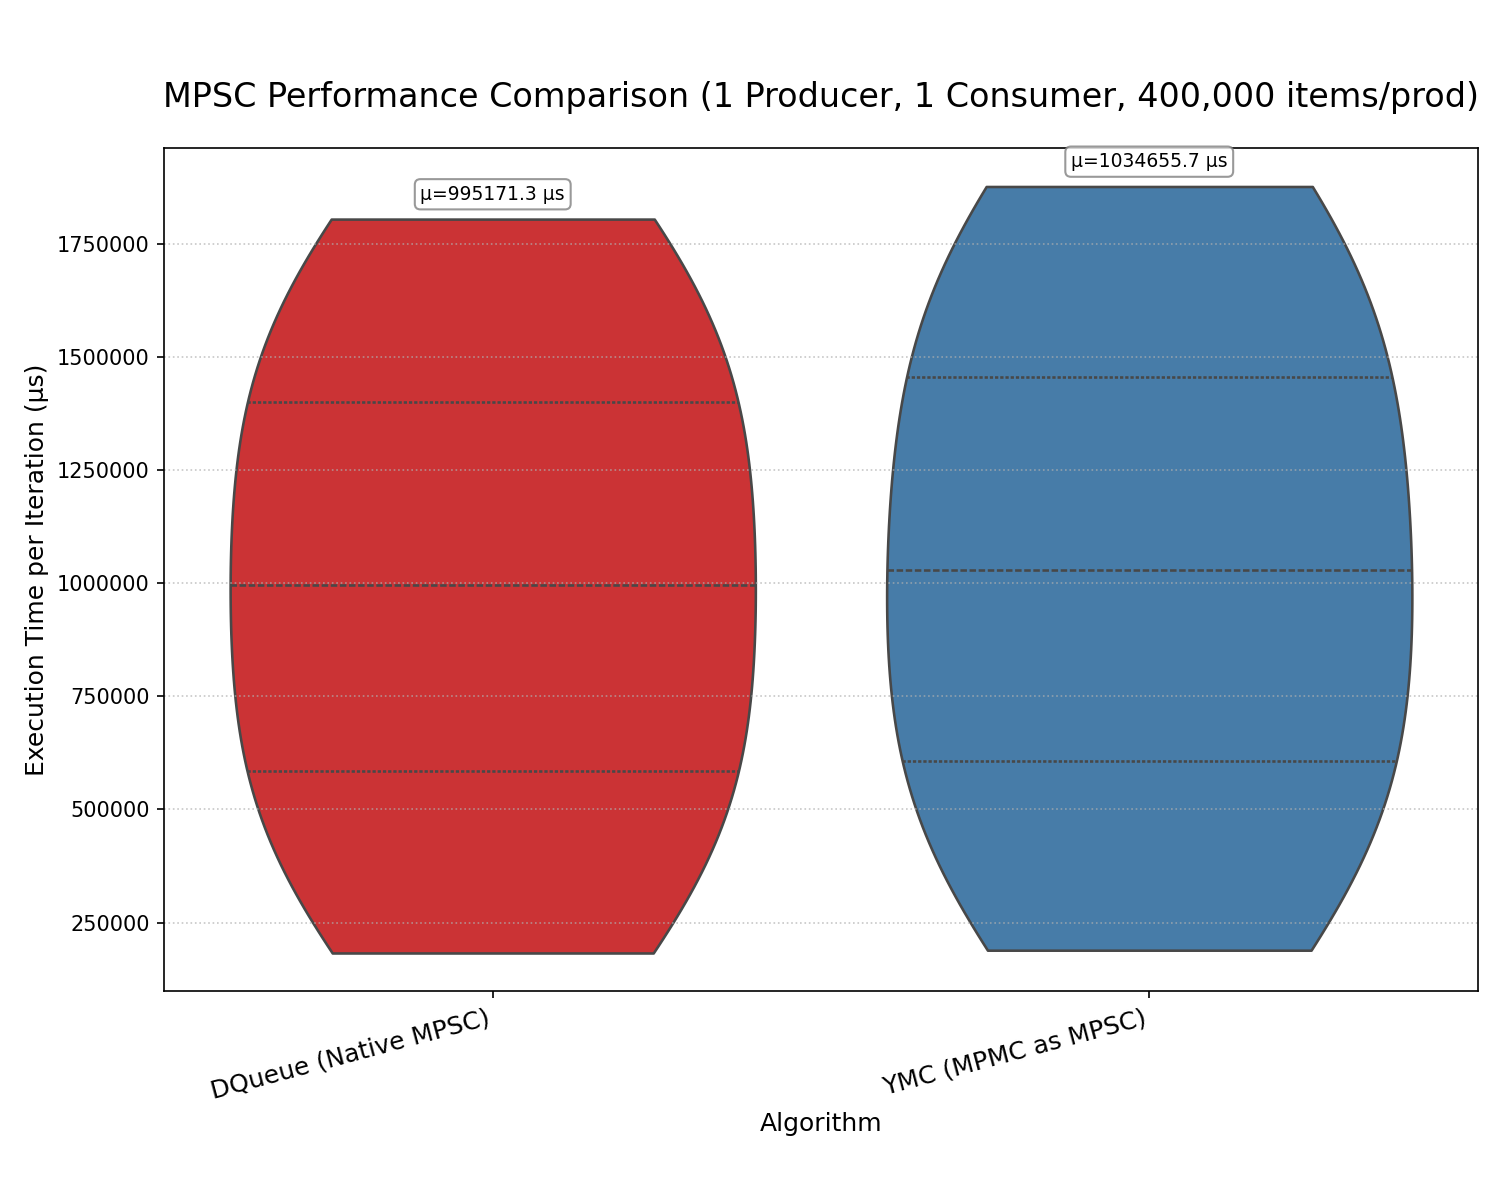 MPSC Performance Comparison (1 Producer, 1 Consumer, 400,000 items/prod)
μ=995171.3 μs
μ=1034655.7 μs
Execution Time per Iteration (μs)
1750000
1500000
1250000
1000000
750000
500000
250000
DQueue (Native MPSC)
YMC (MPMC as MPSC)
Algorithm